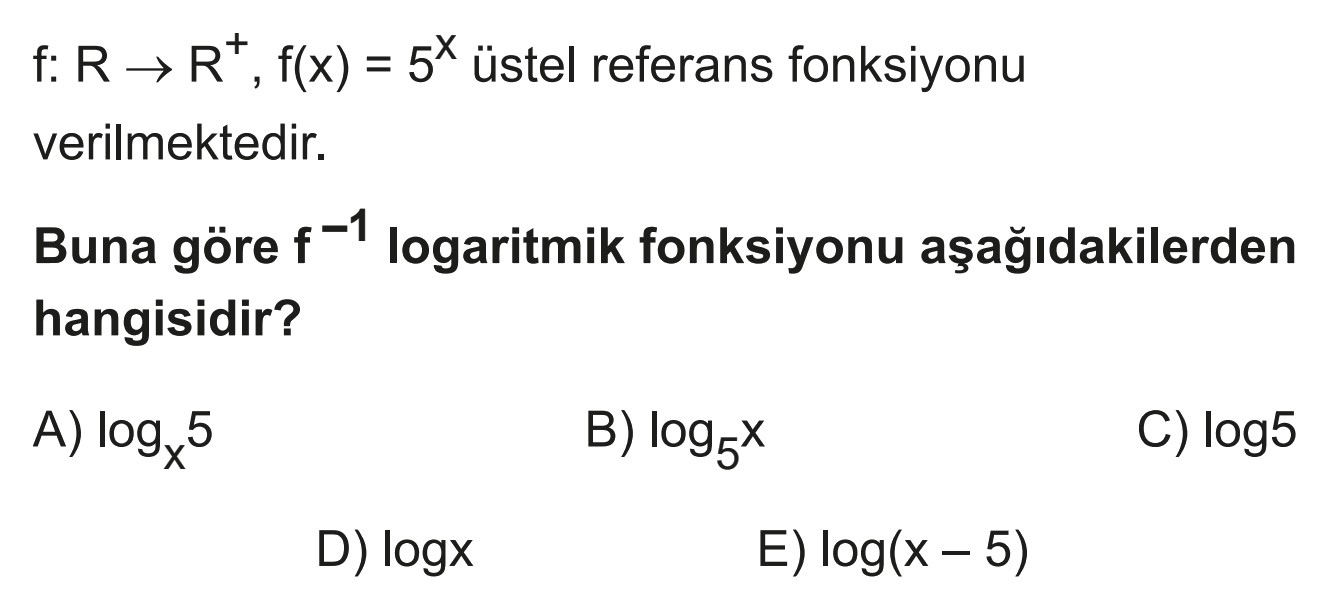 f: R → R⁺, f(x) = 5ˣ üstel referans fonksiyonu
verilmektedir.
Buna göre f⁻¹ logaritmik fonksiyonu aşağıdakilerden
hangisidir?
A) logₓ5 B) log₅x C) log5
D) logx E) log(x – 5)